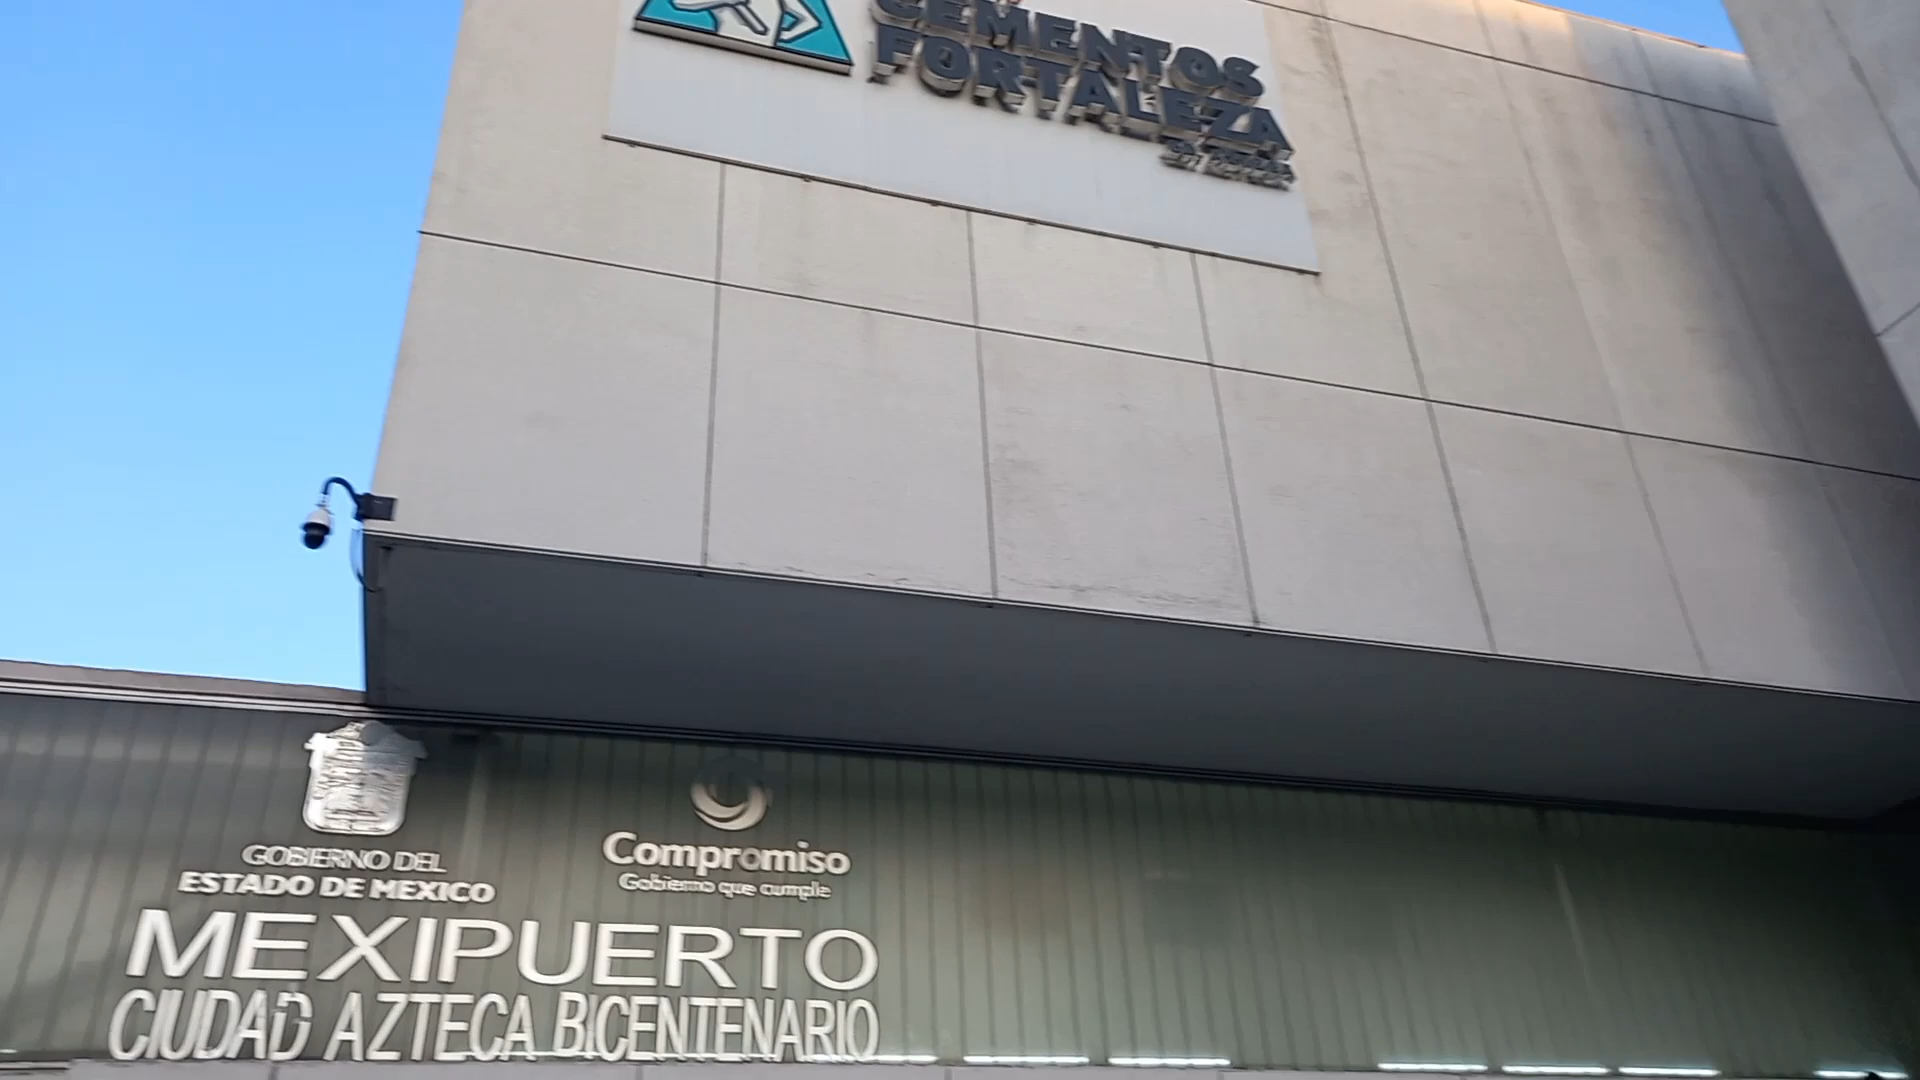 CEMENTOS
FORTALEZA
GOBIERNO DEL
ESTADO DE MEXICO
Compromiso
Gobierno que cumple
MEXIPUERTO
CIUDAD AZTECA BICENTENARIO